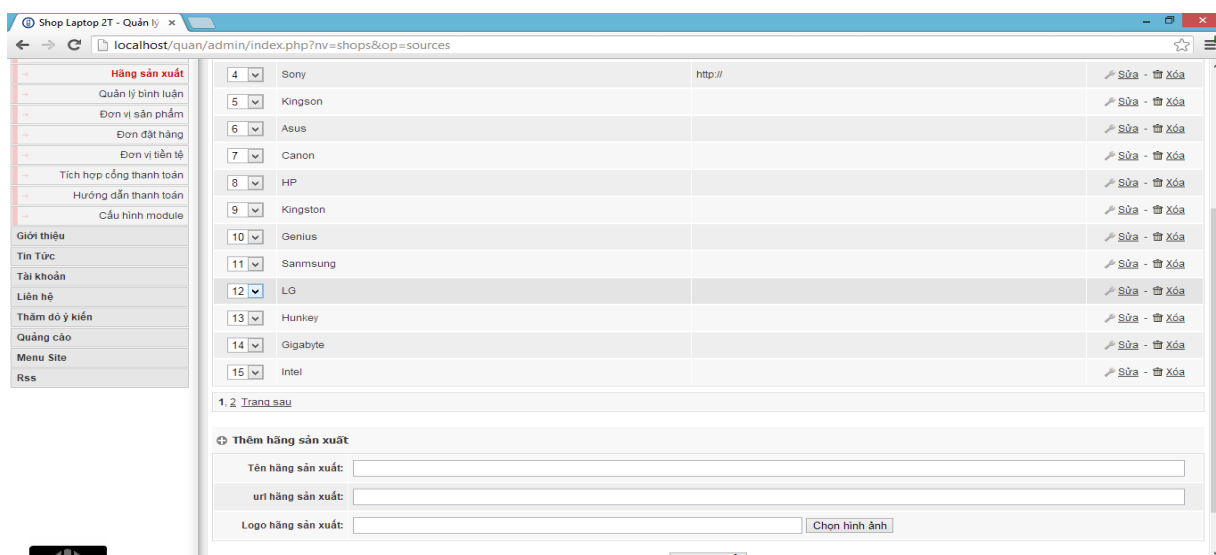 Shop Laptop 2T - Quản lý
localhost/quan/admin/index.php?nv=shops&op=sources
Hãng sản xuất
Quản lý bình luận
Đơn vị sản phẩm
Đơn đặt hàng
Đơn vị tiền tệ
Tích hợp cổng thanh toán
Hướng dẫn thanh toán
Cấu hình module
Giới thiệu
Tin Tức
Tài khoản
Liên hệ
Thăm dò ý kiến
Quảng cáo
Menu Site
Rss
4 Sony http:// Sửa - Xóa
5 Kingson Sửa - Xóa
6 Asus Sửa - Xóa
7 Canon Sửa - Xóa
8 HP Sửa - Xóa
9 Kingston Sửa - Xóa
10 Genius Sửa - Xóa
11 Sanmsung Sửa - Xóa
12 LG Sửa - Xóa
13 Hunkey Sửa - Xóa
14 Gigabyte Sửa - Xóa
15 Intel Sửa - Xóa
1, 2 Trang sau
Thêm hãng sản xuất
Tên hãng sản xuất:
url hãng sản xuất:
Logo hãng sản xuất: Chọn hình ảnh